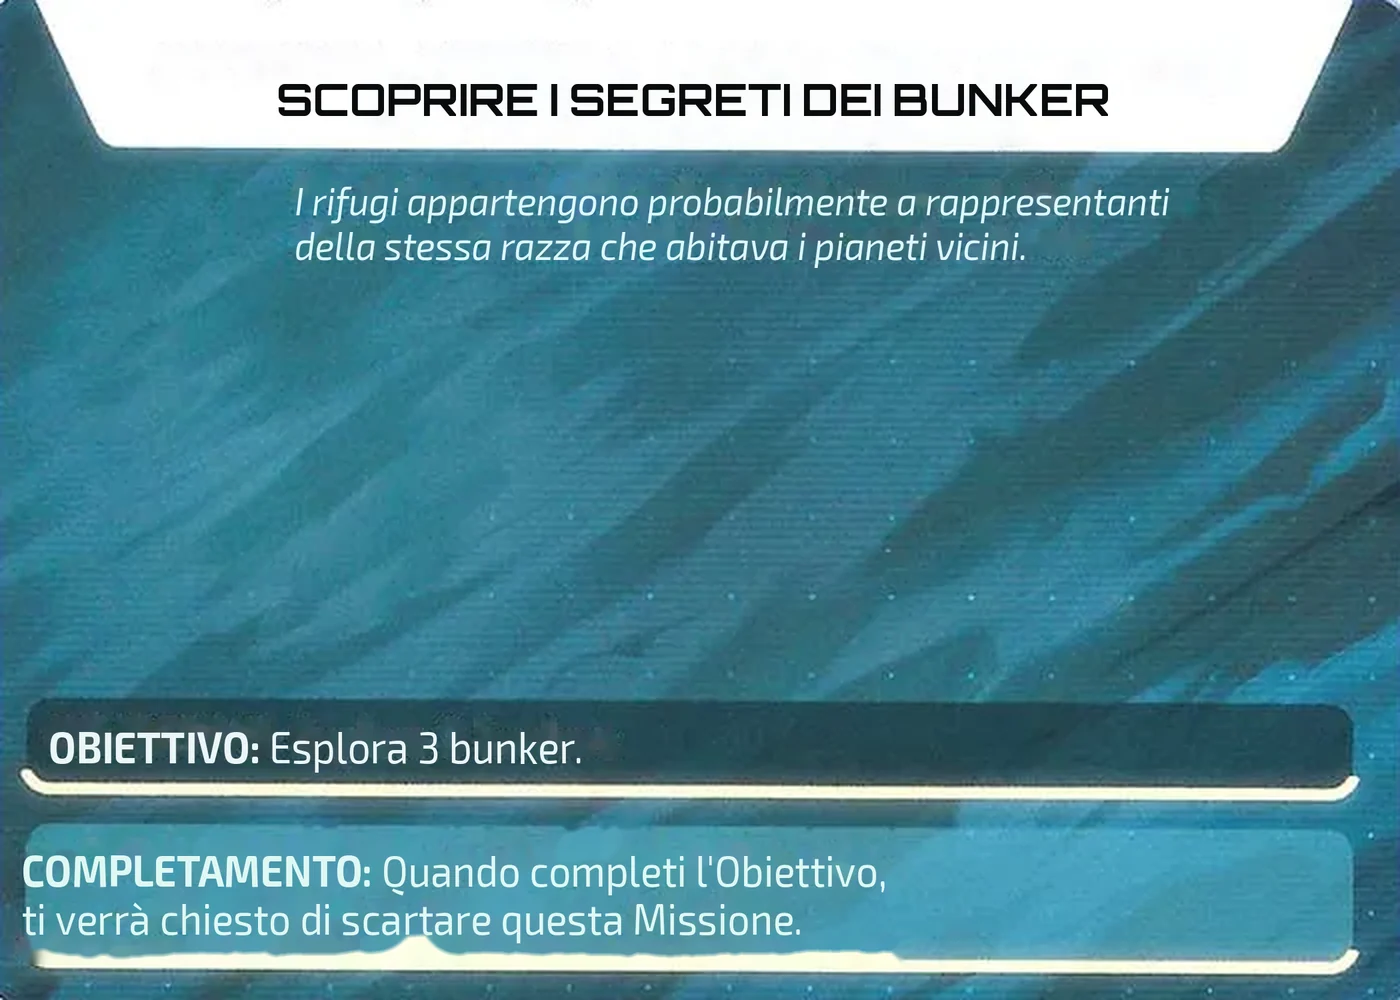 SCOPRIRE I SEGRETI DEI BUNKER
I rifugi appartengono probabilmente a rappresentanti
della stessa razza che abitava i pianeti vicini.
OBIETTIVO: Esplora 3 bunker.
COMPLETAMENTO: Quando completi l'Obiettivo,
ti verrà chiesto di scartare questa Missione.